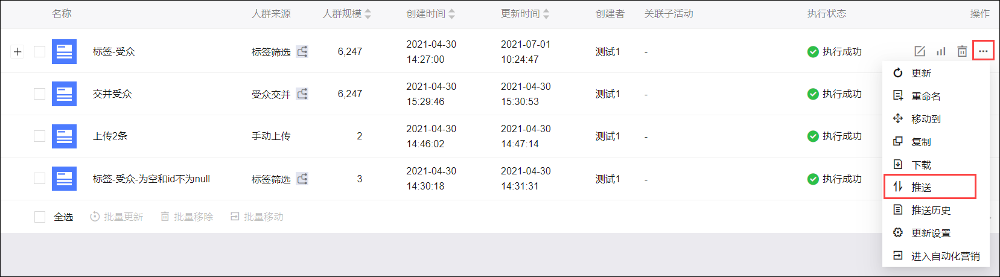 名称 人群来源 人群规模 创建时间 更新时间 创建者 关联子活动 执行状态 操作
标签-受众 标签筛选 6,247 2021-04-30 14:27:00 2021-07-01 10:24:47 测试1 - 执行成功
交并受众 受众交并 6,247 2021-04-30 15:29:46 2021-04-30 15:30:53 测试1 - 执行成功
上传2条 手动上传 2 2021-04-30 14:46:02 2021-04-30 14:47:14 测试1 - 执行成功
标签-受众-为空和id不为null 标签筛选 3 2021-04-30 14:30:18 2021-04-30 14:31:31 测试1 - 执行成功
全选 批量更新 批量移除 批量移动
更新
重命名
移动到
复制
下载
推送
推送历史
更新设置
进入自动化营销